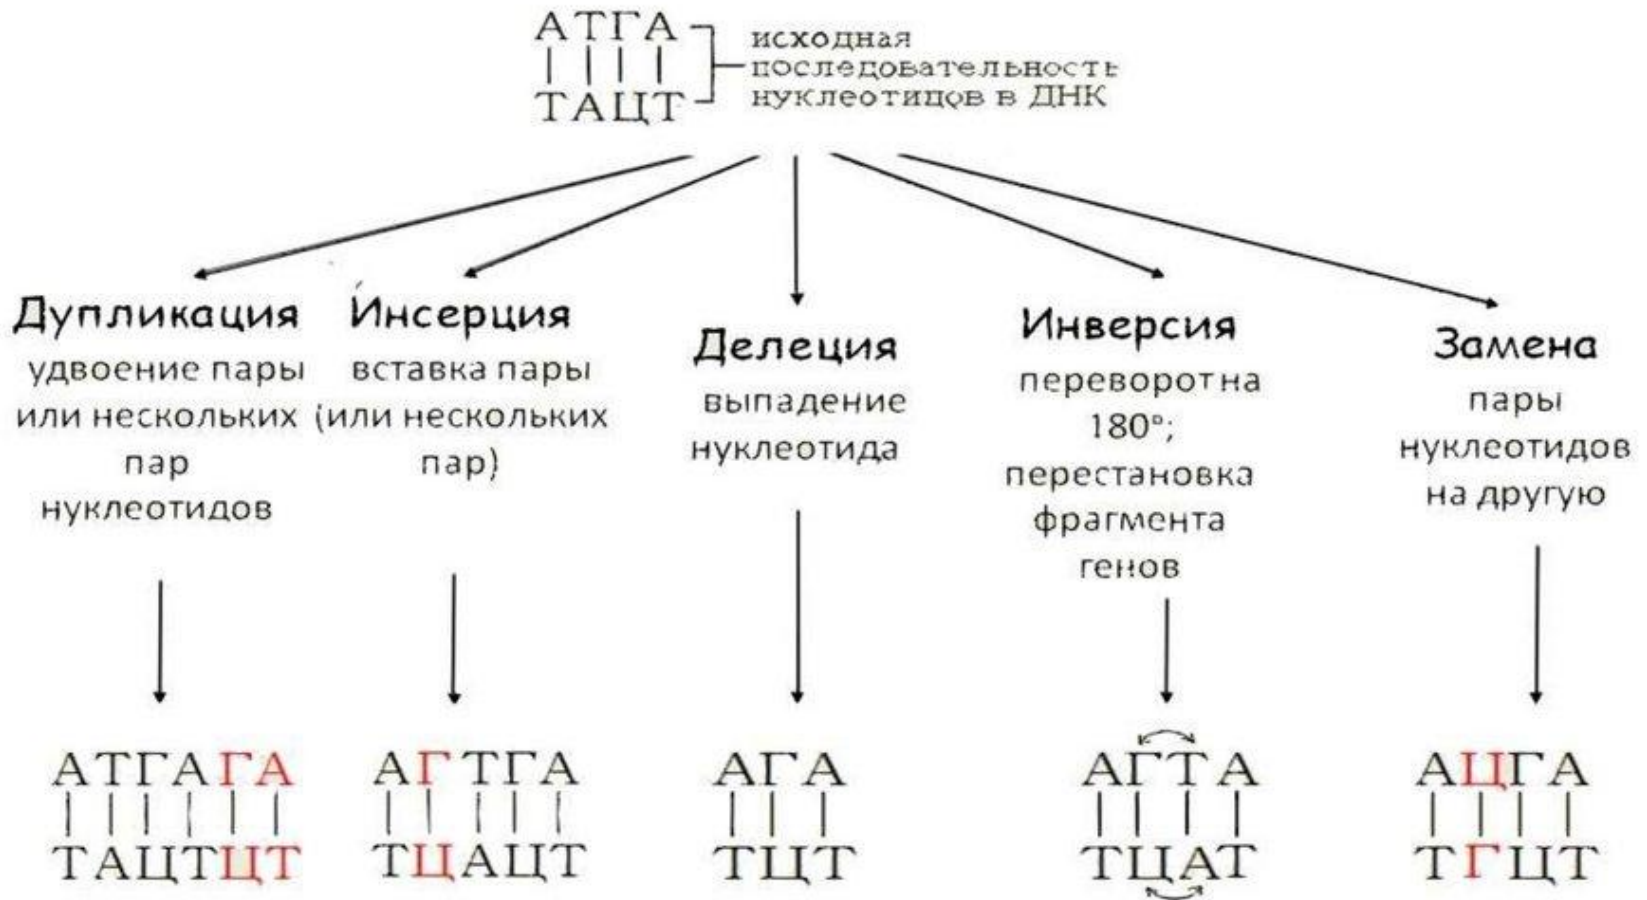 АТГА
ТАЦТ
исходная
последовательность
нуклеотидов в ДНК
Дупликация
удвоение пары
или нескольких
пар
нуклеотидов
АТГАГА
ТАЦТЦТ
Инсерция
вставка пары
(или нескольких
пар)
АГТГА
ТЦАЦТ
Делеция
выпадение
нуклеотида
АГА
ТЦТ
Инверсия
переворот на
180°;
перестановка
фрагмента
генов
АГТА
ТЦАТ
Замена
пары
нуклеотидов
на другую
АЦГА
ТГЦТ